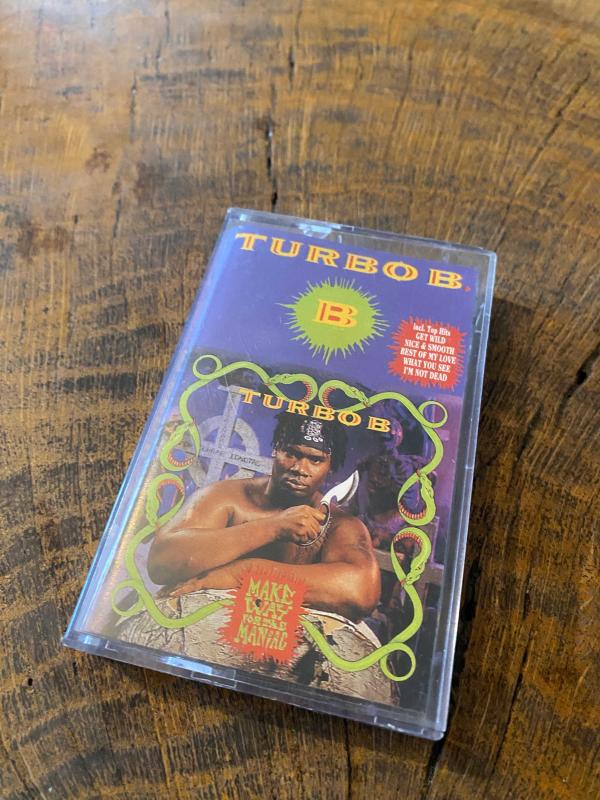 TURBO B.
B
incl. Top Hits
GET WILD
NICE & SMOOTH
BEST OF MY LOVE
WHAT YOU SEE
I'M NOT DEAD
TURBO B
MAKE
WAY
FOR THE
MANIAC